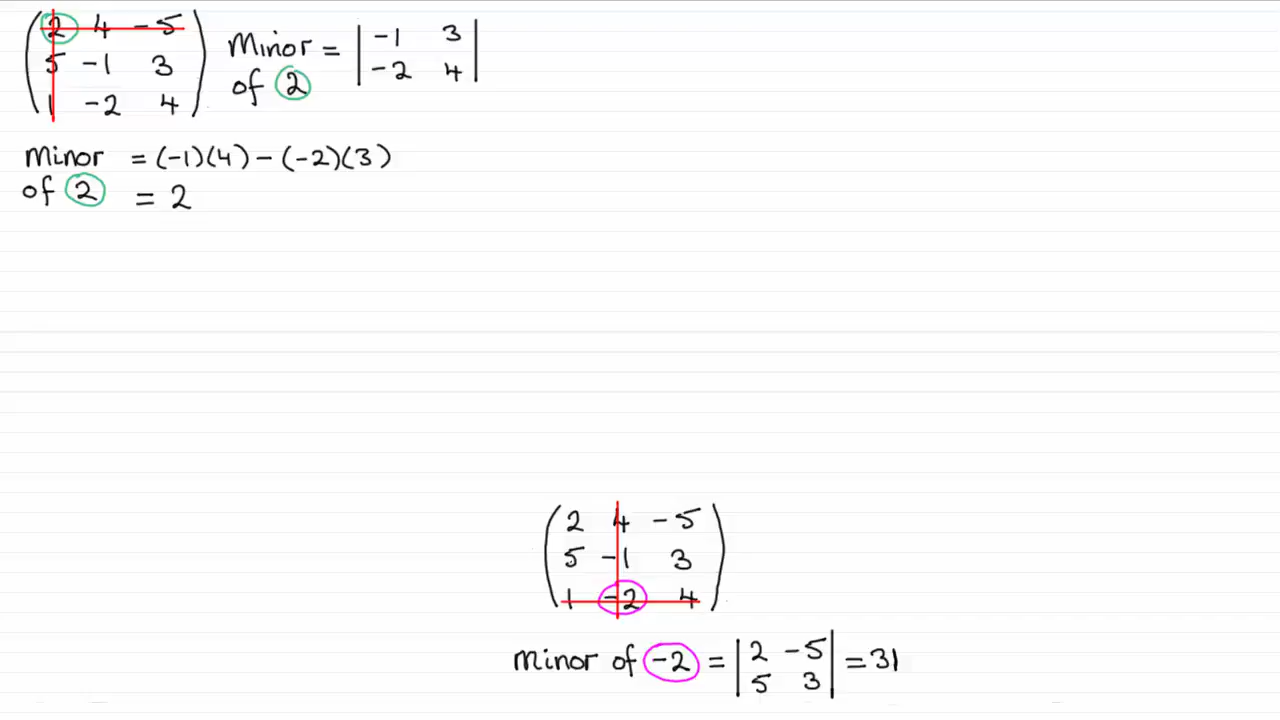 2 4 -5
5 -1 3
1 -2 4
Minor of 2 = | -1 3 |
| -2 4 |
Minor of 2 = (-1)(4) - (-2)(3)
= 2
2 4 -5
5 -1 3
1 -2 4
Minor of -2 = | 2 -5 | = 31
| 5 3 |